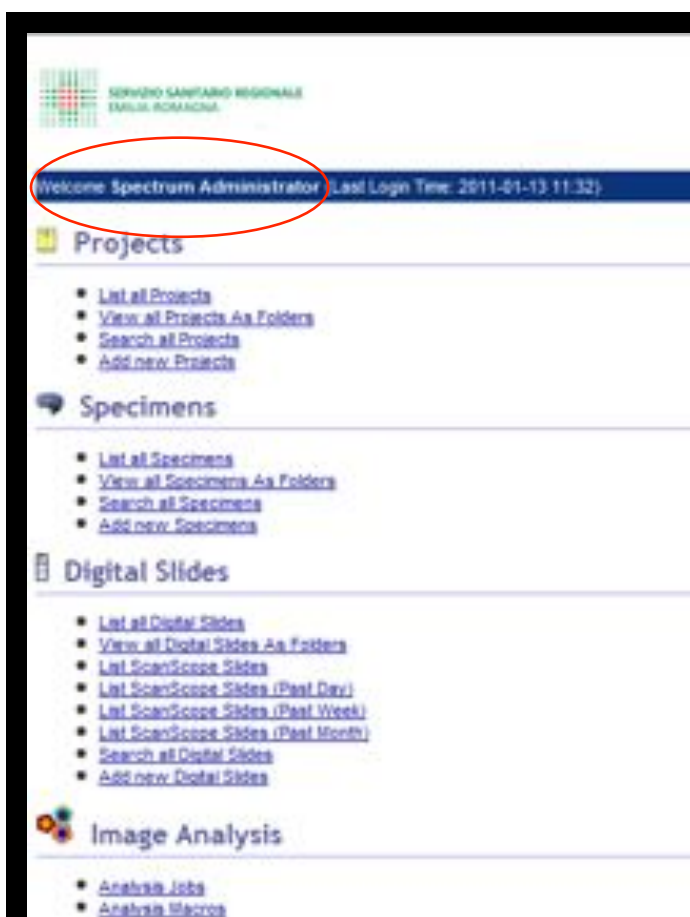 SERVIZIO SANITARIO REGIONALE
EMILIA-ROMAGNA
Welcome Spectrum Administrator (Last Login Time: 2011-01-13 11:32)
Projects
List all Projects
View all Projects As Folders
Search all Projects
Add new Projects
Specimens
List all Specimens
View all Specimens As Folders
Search all Specimens
Add new Specimens
Digital Slides
List all Digital Slides
View all Digital Slides As Folders
List ScanScope Slides
List ScanScope Slides (Past Day)
List ScanScope Slides (Past Week)
List ScanScope Slides (Past Month)
Search all Digital Slides
Add new Digital Slides
Image Analysis
Analysis Jobs
Analysis Macros